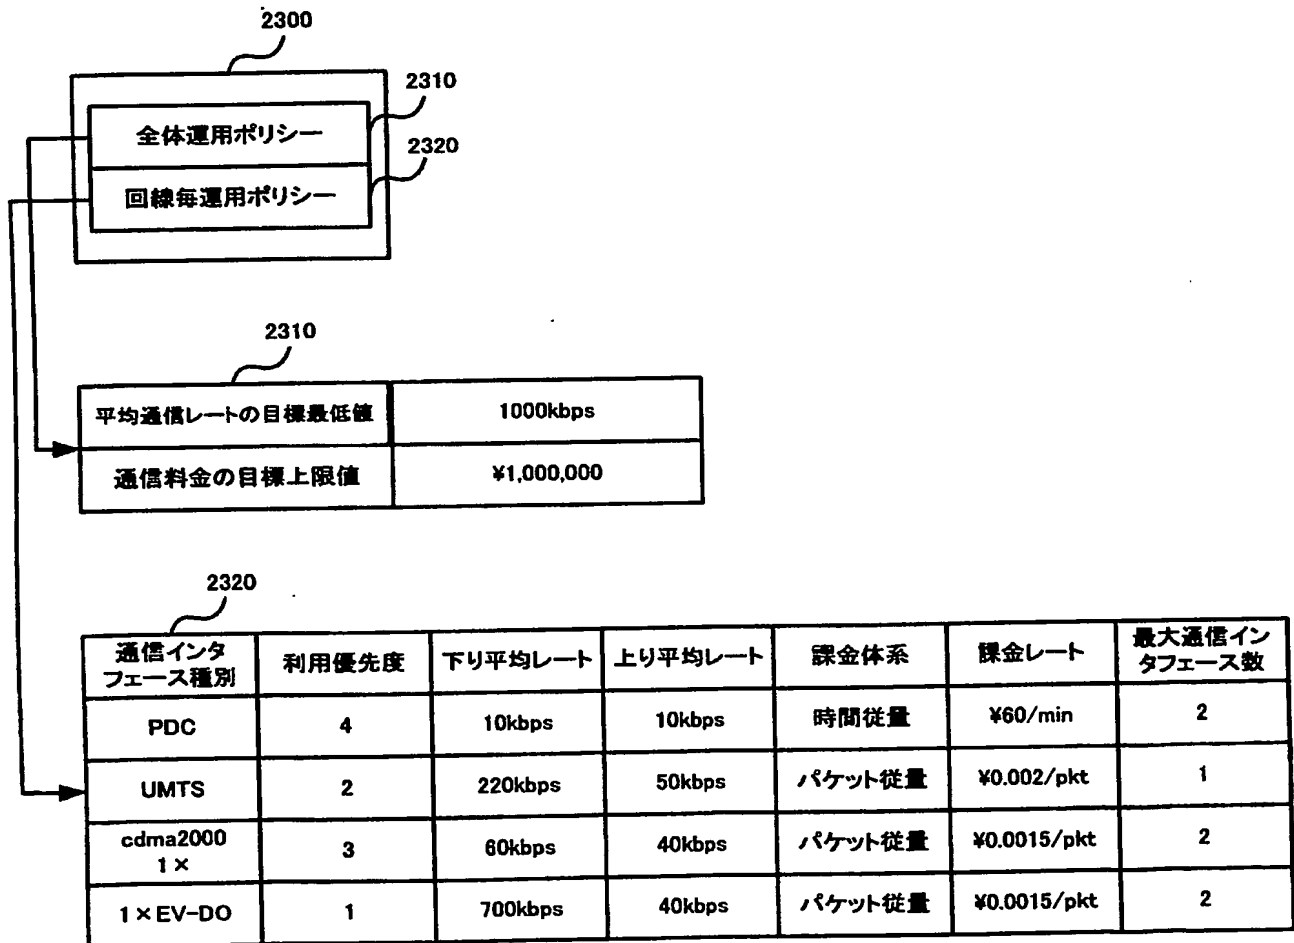 2300
2310
全体運用ポリシー
2320
回線毎運用ポリシー
2310
平均通信レートの目標最低値 1000kbps
通信料金の目標上限値 ¥1,000,000
2320
通信インタ
フェース種別 利用優先度 下り平均レート 上り平均レート 課金体系 課金レート 最大通信イン
タフェース数
PDC 4 10kbps 10kbps 時間従量 ¥60/min 2
UMTS 2 220kbps 50kbps パケット従量 ¥0.002/pkt 1
cdma2000
1× 3 60kbps 40kbps パケット従量 ¥0.0015/pkt 2
1×EV-DO 1 700kbps 40kbps パケット従量 ¥0.0015/pkt 2